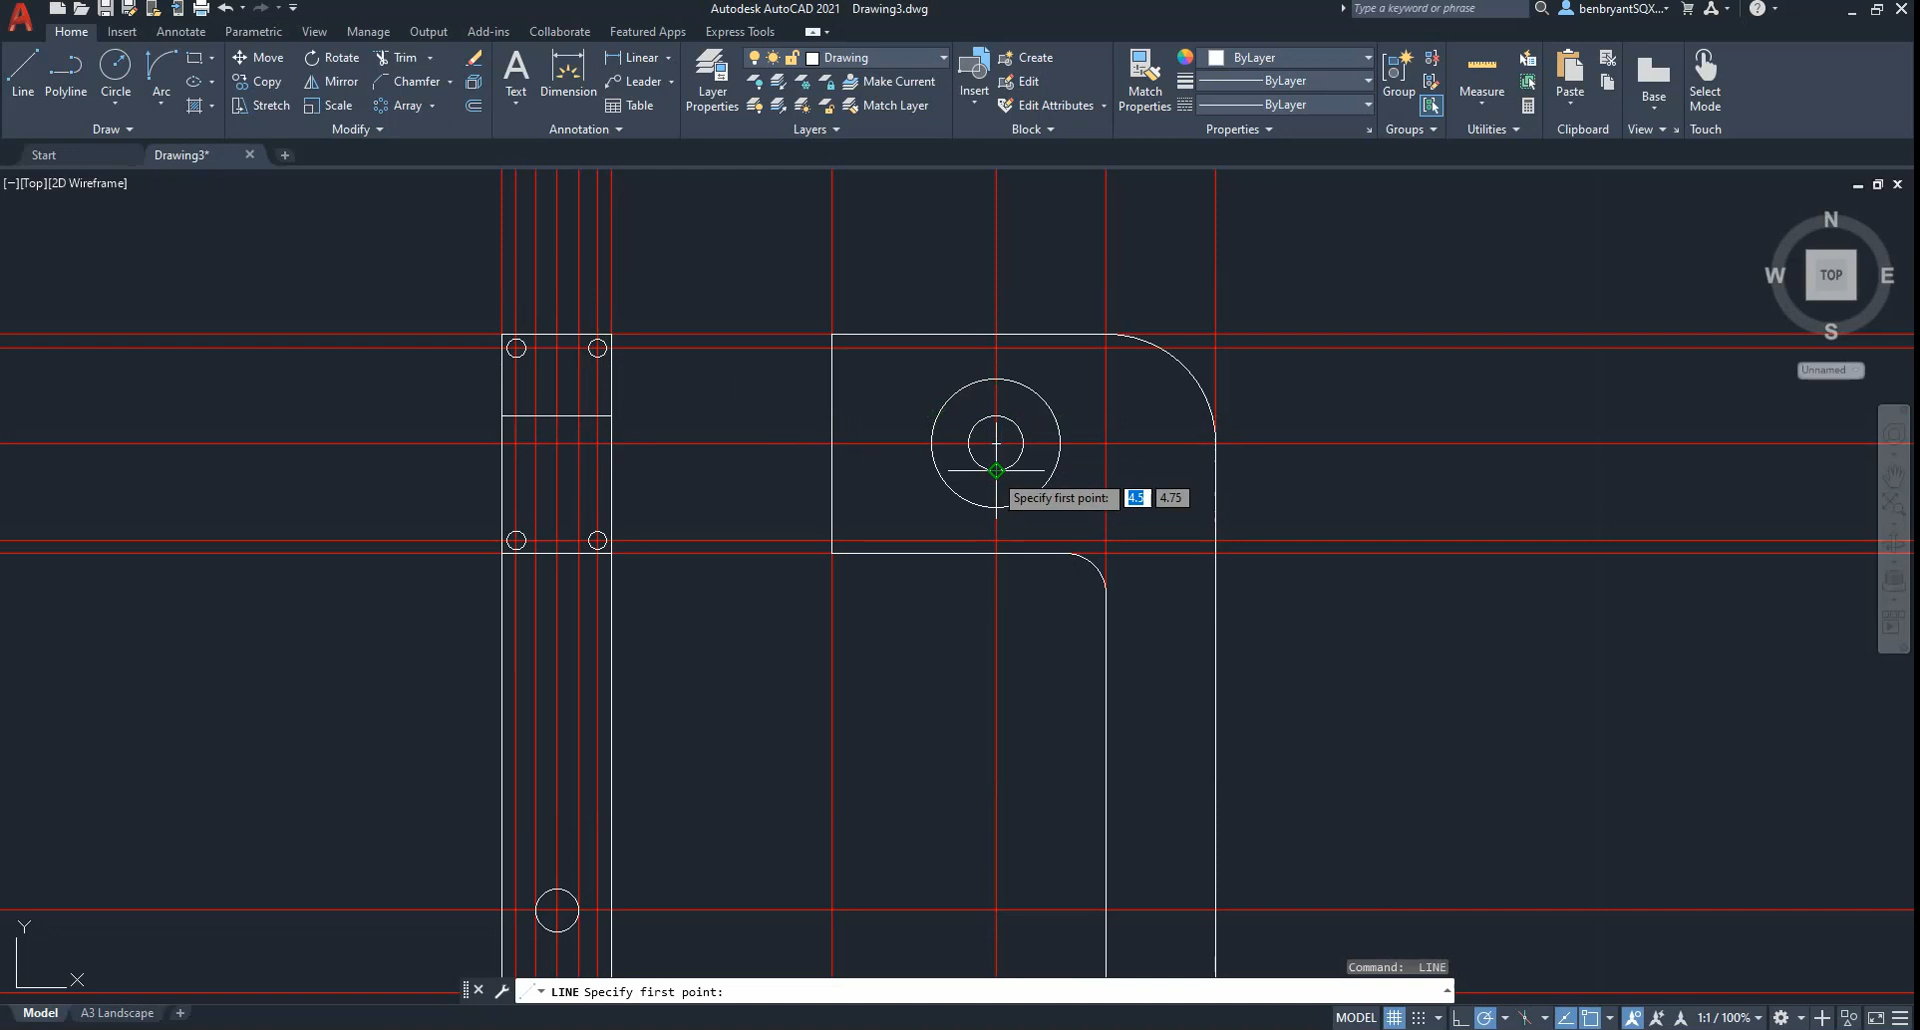 Autodesk AutoCAD 2021 Drawing3.dwg
Type a keyword or phrase
benbryantSQX...
Home Insert Annotate Parametric View Manage Output Add-ins Collaborate Featured Apps Express Tools
Line Polyline Circle Arc
Move Rotate Trim
Copy Mirror Chamfer
Stretch Scale Array
Text Dimension
Linear
Leader
Table
Layer Properties
Drawing
Make Current
Match Layer
Insert
Create
Edit
Edit Attributes
Match Properties
ByLayer
ByLayer
ByLayer
Group Measure Paste Base Select Mode
Draw Modify Annotation Layers Block Properties Groups Utilities Clipboard View Touch
Start Drawing3*
[−][Top][2D Wireframe]
N
W TOP E
S
Unnamed
Specify first point: 4.5 4.75
Y
X
Command: LINE
LINE Specify first point:
Model A3 Landscape
MODEL 1:1 / 100%